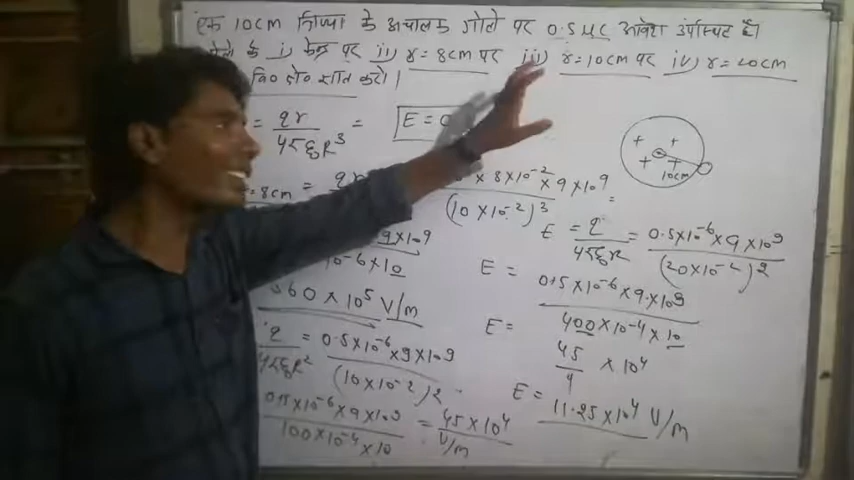 एक 10cm त्रिज्या के अचालक गोले पर 0.5μC आवेश उपस्थित है।
गोले के i) केन्द्र पर ii) r = 8cm पर iii) r = 10cm पर iv) r = 20cm
वि० क्षे० ज्ञात करो।
= qr / 4πε₀R³ =
E = 0
+ + + +
10cm
= 8cm = qr
× 8×10⁻² × 9×10⁹ / (10×10⁻²)³ =
9×10⁹
10⁻⁶×10
360 × 10⁵ V/m
q / 4πε₀R² = 0.5×10⁻⁶×9×10⁹ / (10×10⁻²)²
0.5×10⁻⁶×9×10⁹ / 100×10⁻⁴×10 = 45×10⁴ V/m
E = q / 4πε₀r = 0.5×10⁻⁶×9×10⁹ / (20×10⁻²)²
E = 0.5×10⁻⁶×9×10⁹ / 400×10⁻⁴×10
E = 45/4 × 10⁴
E = 11.25×10⁴ V/m